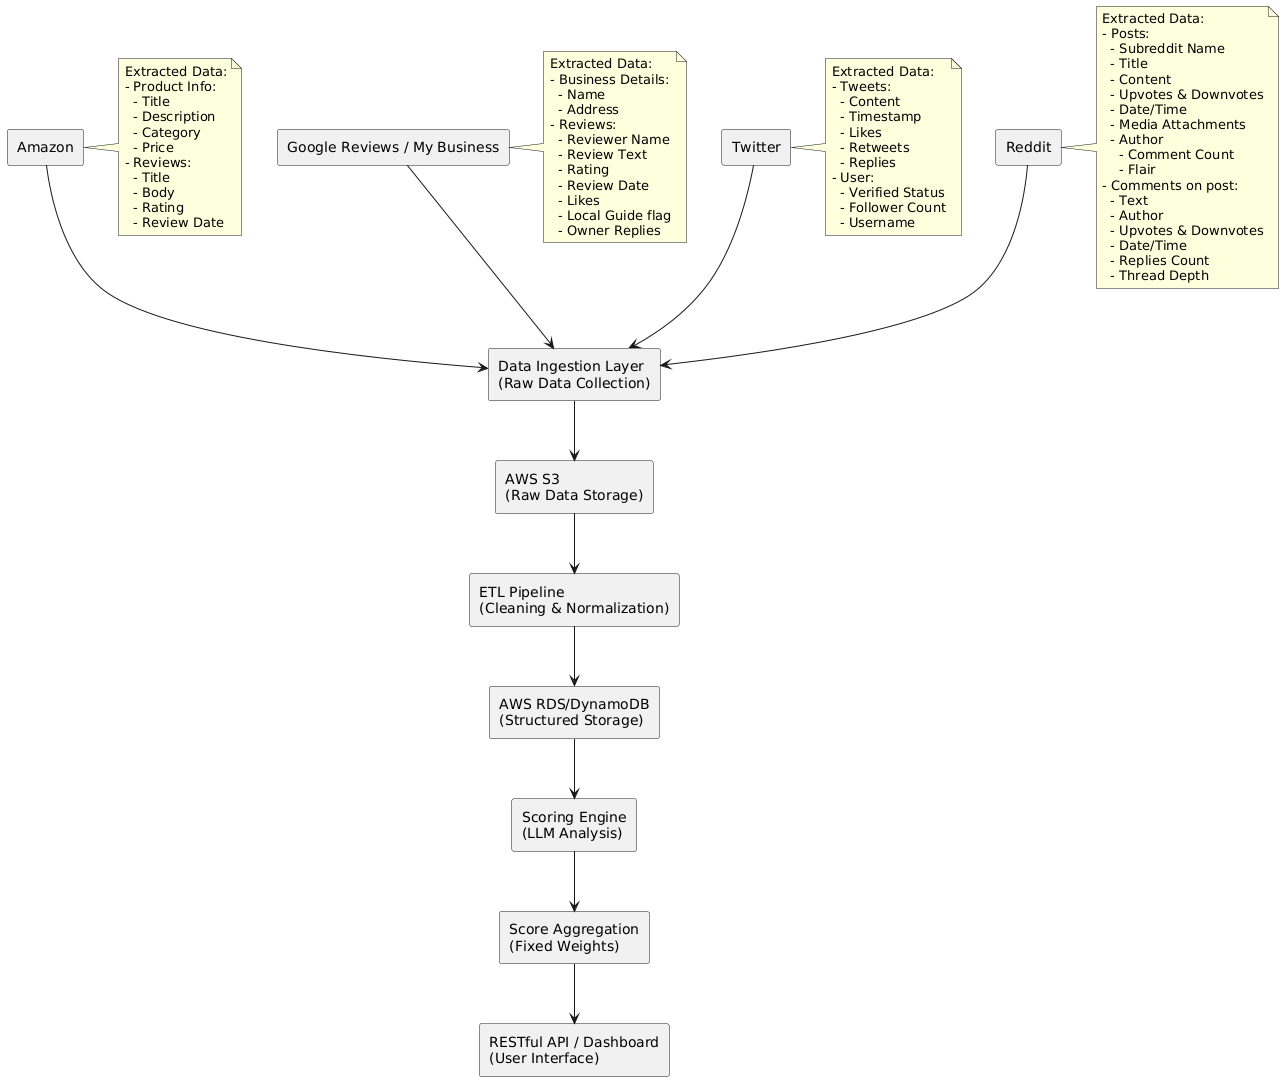 Amazon
Extracted Data:
- Product Info:
- Title
- Description
- Category
- Price
- Reviews:
- Title
- Body
- Rating
- Review Date
Google Reviews / My Business
Extracted Data:
- Business Details:
- Name
- Address
- Reviews:
- Reviewer Name
- Review Text
- Rating
- Review Date
- Likes
- Local Guide flag
- Owner Replies
Twitter
Extracted Data:
- Tweets:
- Content
- Timestamp
- Likes
- Retweets
- Replies
- User:
- Verified Status
- Follower Count
- Username
Reddit
Extracted Data:
- Posts:
- Subreddit Name
- Title
- Content
- Upvotes & Downvotes
- Date/Time
- Media Attachments
- Author
- Comment Count
- Flair
- Comments on post:
- Text
- Author
- Upvotes & Downvotes
- Date/Time
- Replies Count
- Thread Depth
Data Ingestion Layer
(Raw Data Collection)
AWS S3
(Raw Data Storage)
ETL Pipeline
(Cleaning & Normalization)
AWS RDS/DynamoDB
(Structured Storage)
Scoring Engine
(LLM Analysis)
Score Aggregation
(Fixed Weights)
RESTful API / Dashboard
(User Interface)